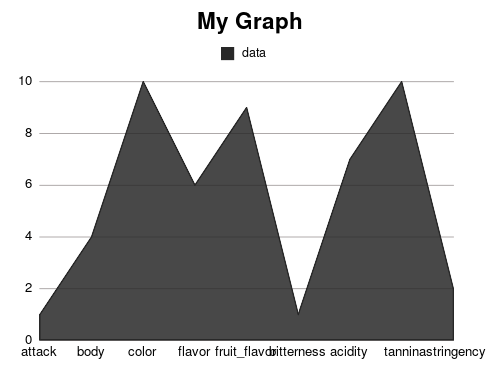 My Graph
data
10
8
6
4
2
0
attack body color flavor fruit_flavor bitterness acidity tannin astringency